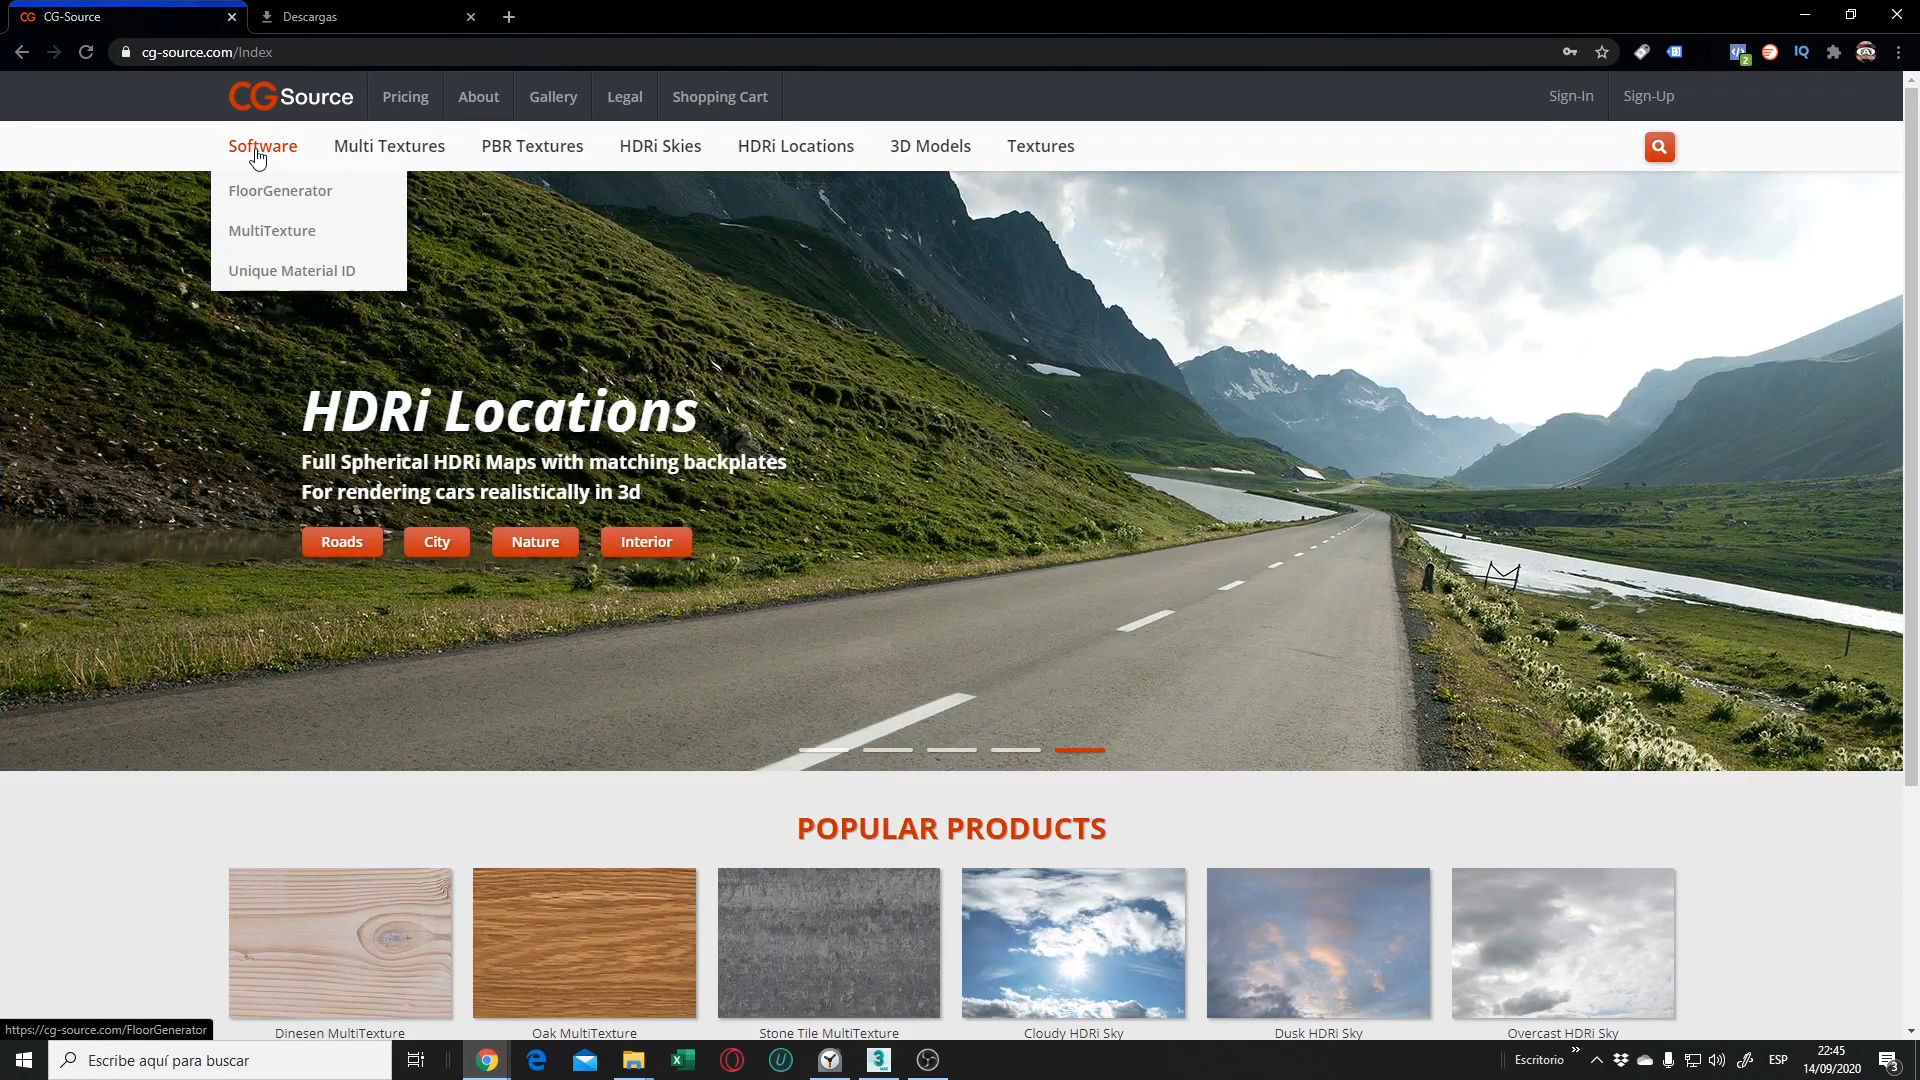 CG CG-Source
Descargas
cg-source.com/Index
2
IQ
CGSource
Pricing
About
Gallery
Legal
Shopping Cart
Sign-In
Sign-Up
Software
Multi Textures
PBR Textures
HDRi Skies
HDRi Locations
3D Models
Textures
FloorGenerator
MultiTexture
Unique Material ID
HDRi Locations
Full Spherical HDRi Maps with matching backplates
For rendering cars realistically in 3d
Roads
City
Nature
Interior
POPULAR PRODUCTS
Dinesen MultiTexture
Oak MultiTexture
Stone Tile MultiTexture
Cloudy HDRi Sky
Dusk HDRi Sky
Overcast HDRi Sky
https://cg-source.com/FloorGenerator
Escribe aquí para buscar
Escritorio
ESP
22:45
14/09/2020
3